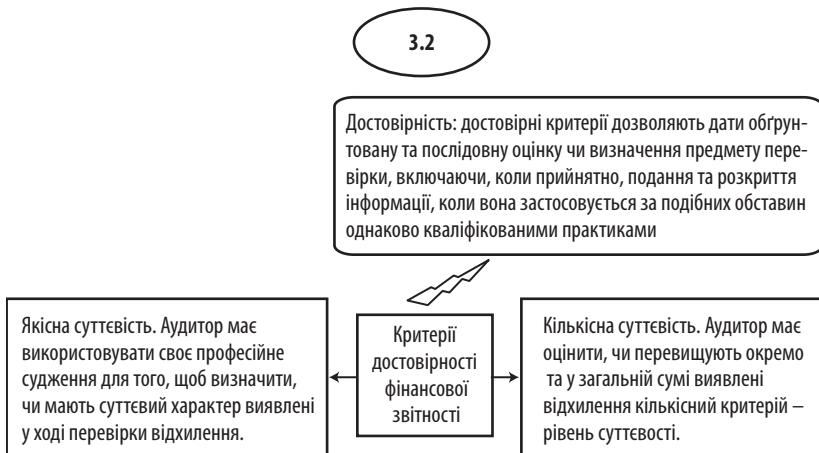 3.2
Достовірність: достовірні критерії дозволяють дати обґрун-
товану та послідовну оцінку чи визначення предмету пере-
вірки, включаючи, коли прийнятно, подання та розкриття
інформації, коли вона застосовується за подібних обставин
однаково кваліфікованими практиками
Якісна суттєвість. Аудитор має
використовувати своє професійне
судження для того, щоб визначити,
чи мають суттєвий характер виявлені
у ході перевірки відхилення.
Критерії
достовірності
фінансової
звітності
Кількісна суттєвість. Аудитор має
оцінити, чи перевищують окремо
та у загальній сумі виявлені
відхилення кількісний критерій –
рівень суттєвості.